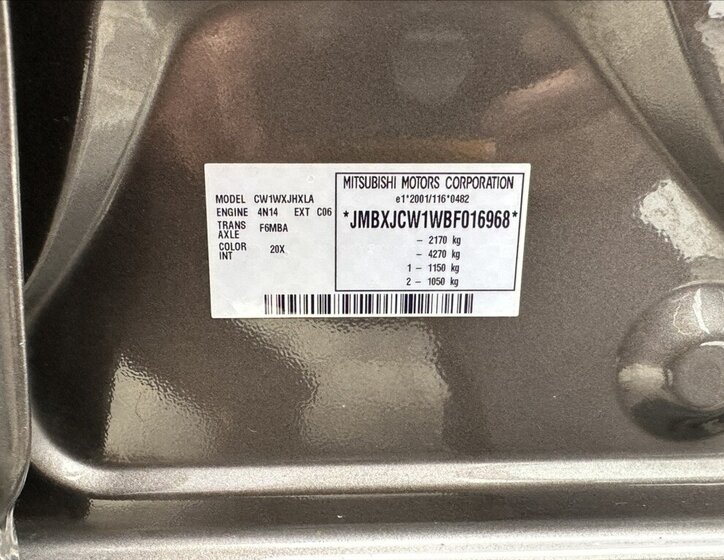 MODEL CW1WXJHXLA
ENGINE 4N14 EXT C06
TRANS AXLE F6MBA
COLOR INT 20X
MITSUBISHI MOTORS CORPORATION
e1*2001/116*0482
*JMBXJCW1WBF016968*
- 2170 kg
- 4270 kg
1 - 1150 kg
2 - 1050 kg